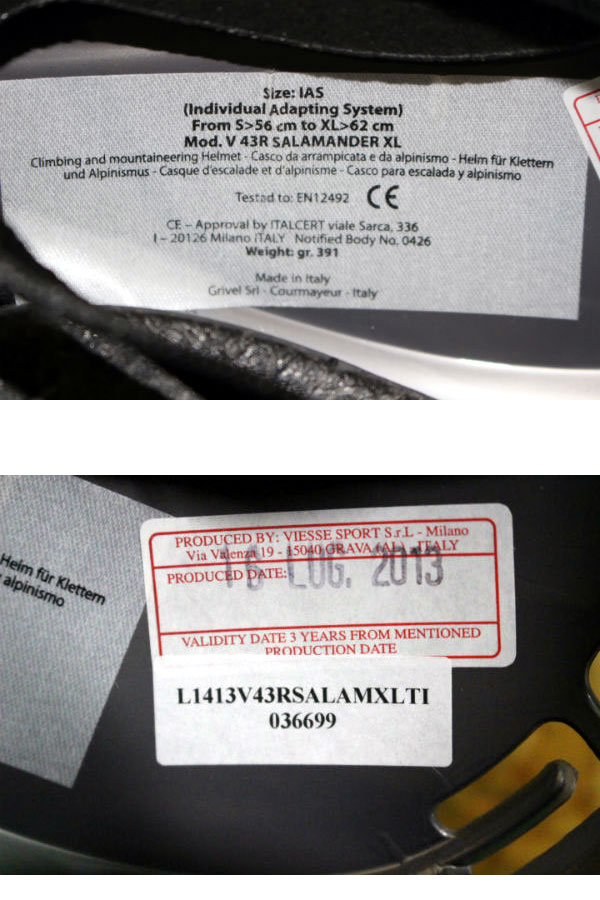 Size: IAS
(Individual Adapting System)
From S>56 cm to XL>62 cm
Mod. V 43R SALAMANDER XL
Climbing and mountaineering Helmet - Casco da arrampicata e da alpinismo - Helm für Klettern
und Alpinismus - Casque d'escalade et d'alpinisme - Casco para escalada y alpinismo
Tested to: EN12492 CE
CE – Approval by ITALCERT viale Sarca, 336
I – 20126 Milano ITALY Notified Body No. 0426
Weight: gr. 391
Made in Italy
Grivel Srl - Courmayeur - Italy
Helm für Klettern
alpinismo
PRODUCED BY: VIESSE SPORT S.r.L - Milano
Via Valenza 19 - 15040 GRAVA (AL) - ITALY
PRODUCED DATE: 16 LUG. 2013
VALIDITY DATE 3 YEARS FROM MENTIONED
PRODUCTION DATE
L1413V43RSALAMXLTI
036699